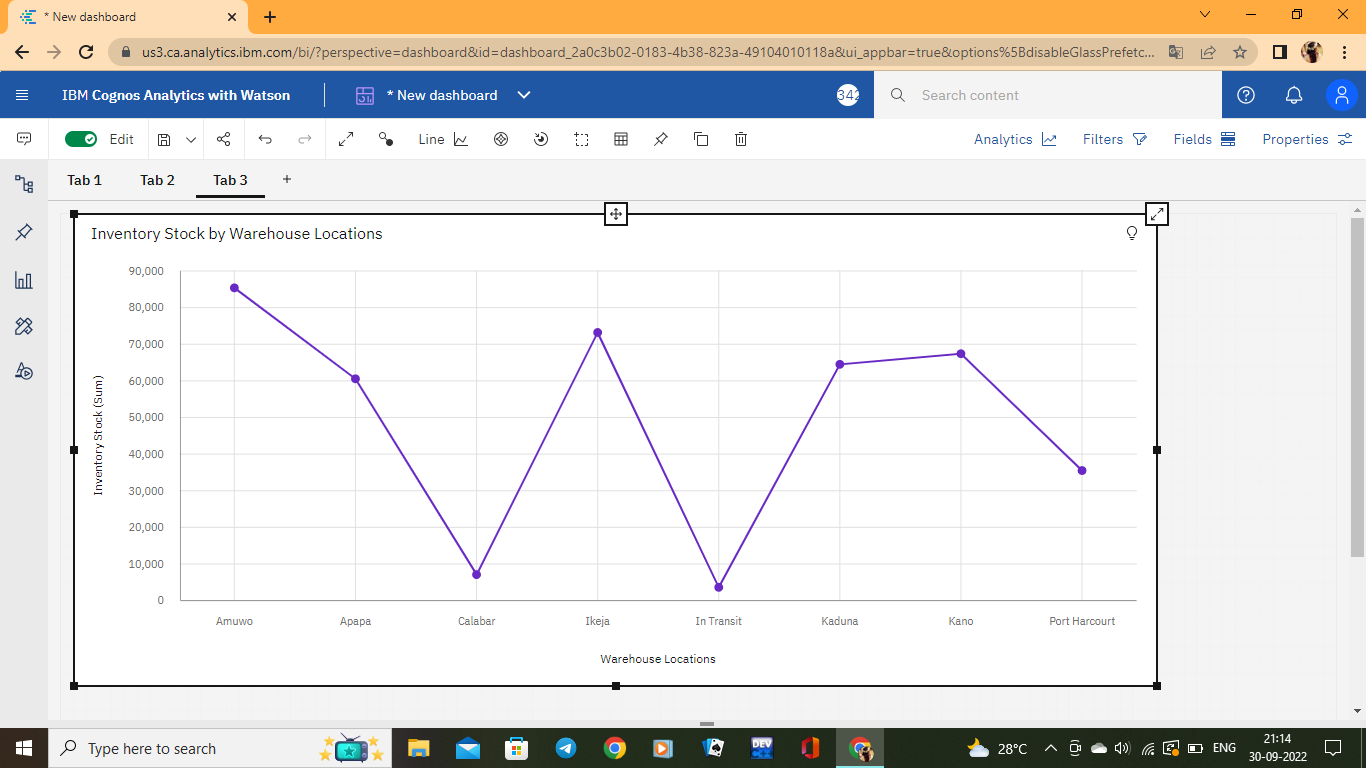 * New dashboard
us3.ca.analytics.ibm.com/bi/?perspective=dashboard&id=dashboard_2a0c3b02-0183-4b38-823a-49104010118a&ui_appbar=true&options%5BdisableGlassPrefetc...
IBM Cognos Analytics with Watson
* New dashboard
342
Search content
Edit
Line
Analytics
Filters
Fields
Properties
Tab 1
Tab 2
Tab 3
Inventory Stock by Warehouse Locations
90,000
80,000
70,000
60,000
50,000
40,000
30,000
20,000
10,000
0
Inventory Stock (Sum)
Amuwo
Apapa
Calabar
Ikeja
In Transit
Kaduna
Kano
Port Harcourt
Warehouse Locations
Type here to search
DEV
28°C
ENG
21:14
30-09-2022